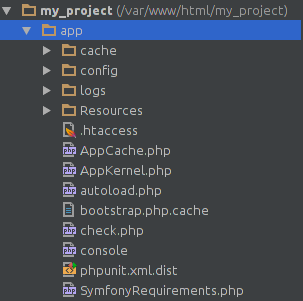 my_project (/var/www/html/my_project)
app
cache
config
logs
Resources
.htaccess
AppCache.php
AppKernel.php
autoload.php
bootstrap.php.cache
check.php
console
phpunit.xml.dist
SymfonyRequirements.php